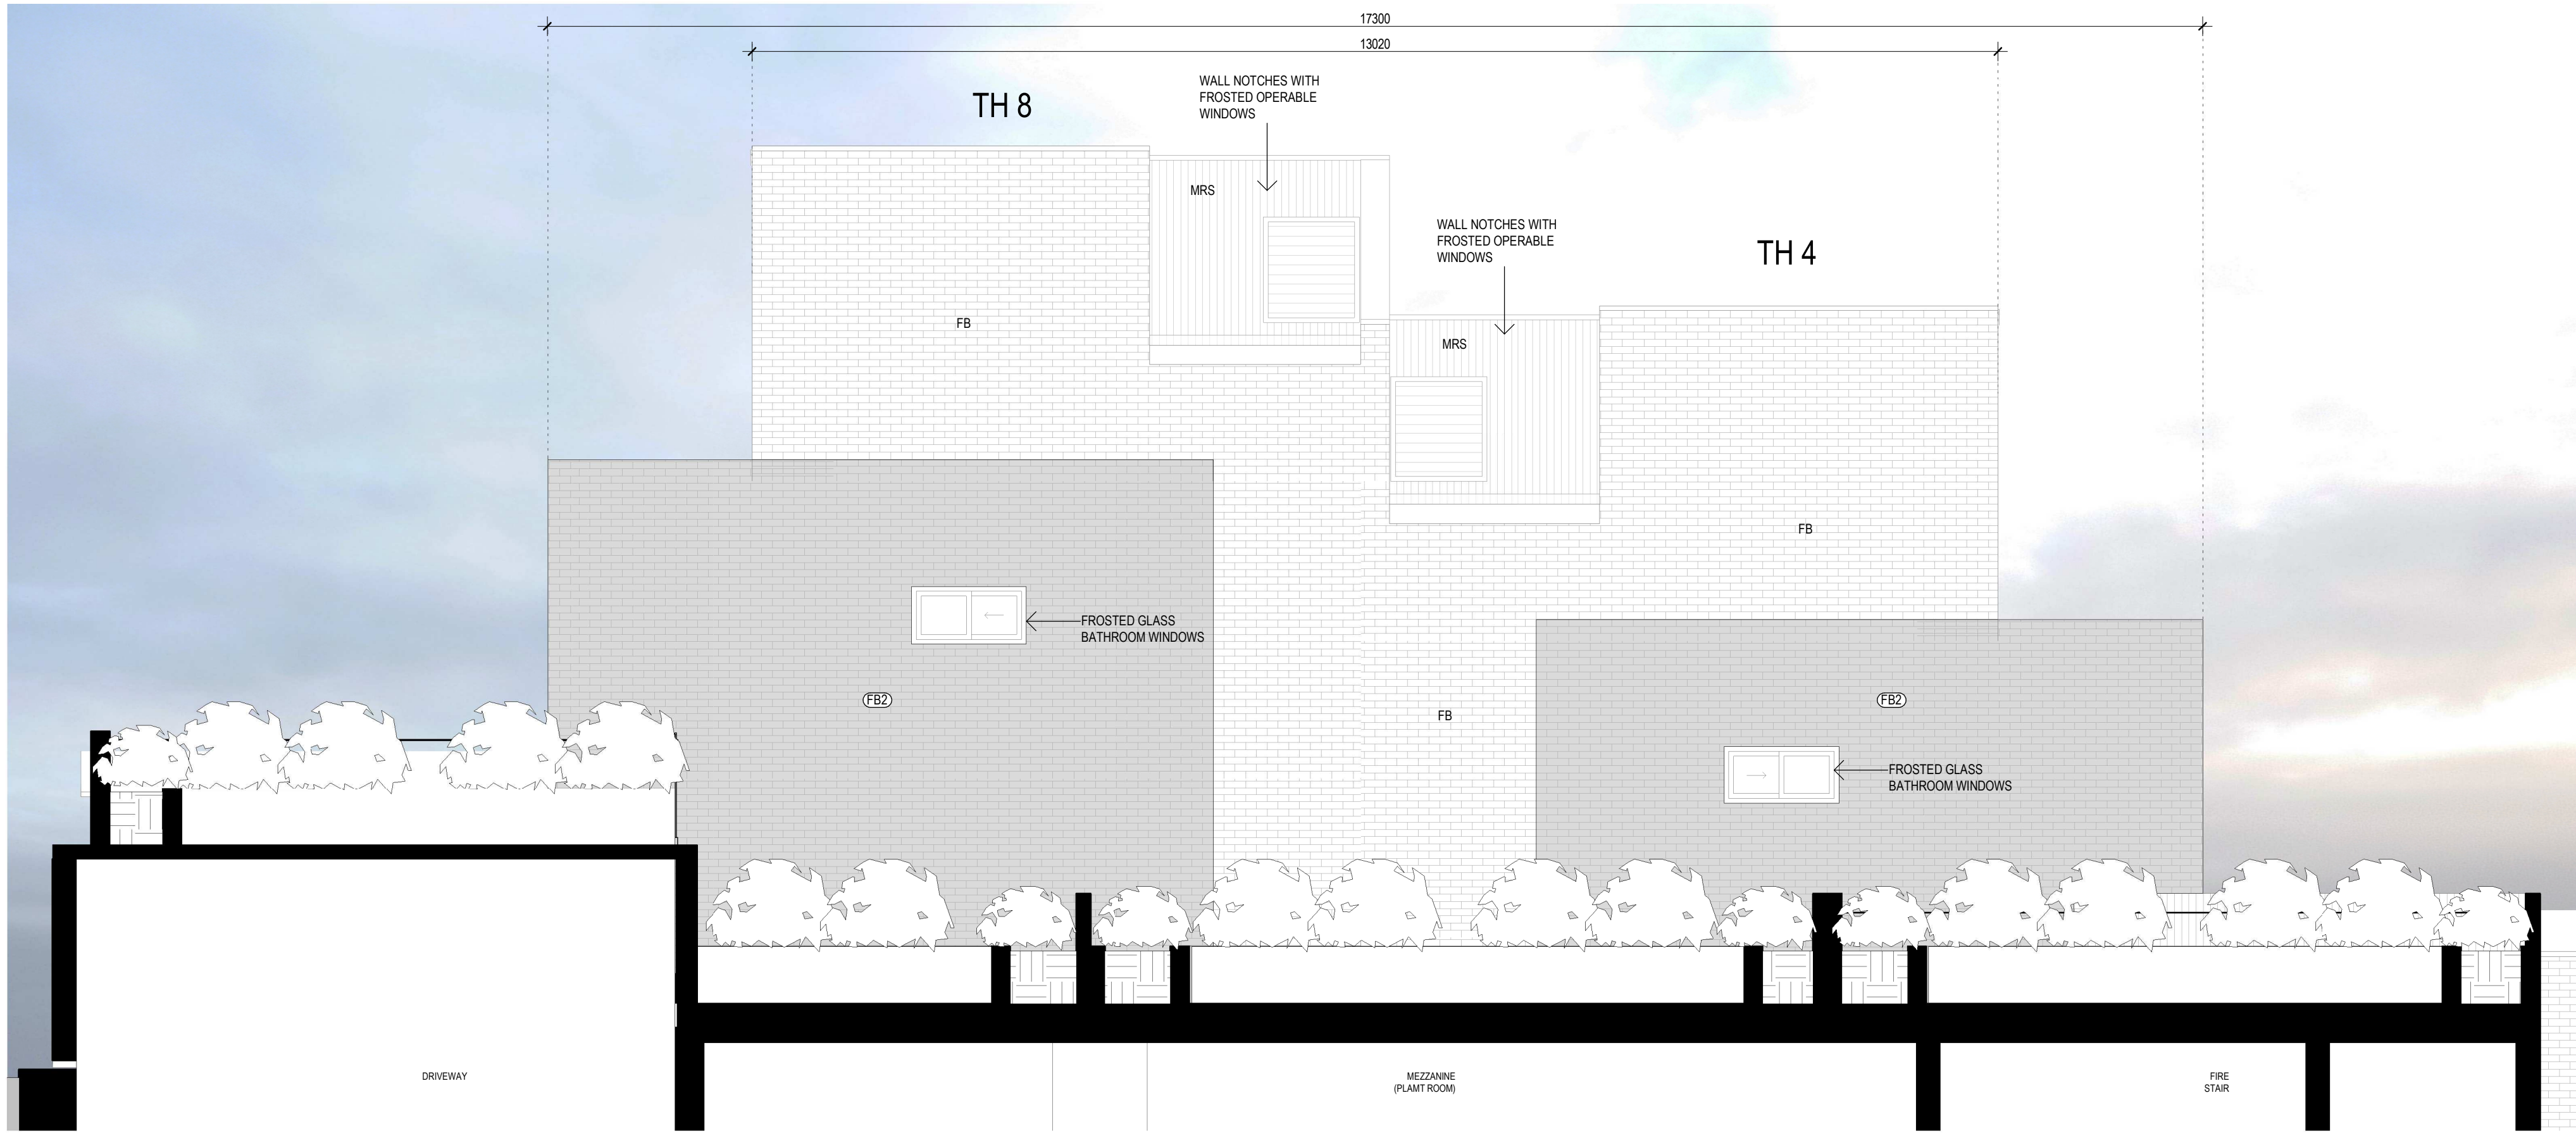 17300
13020
WALL NOTCHES WITH
FROSTED OPERABLE
WINDOWS
TH 8
MRS
WALL NOTCHES WITH
FROSTED OPERABLE
WINDOWS
TH 4
FB
MRS
FB
FROSTED GLASS
BATHROOM WINDOWS
FB2
FB
FB2
FROSTED GLASS
BATHROOM WINDOWS
DRIVEWAY
MEZZANINE
(PLAMT ROOM)
FIRE
STAIR